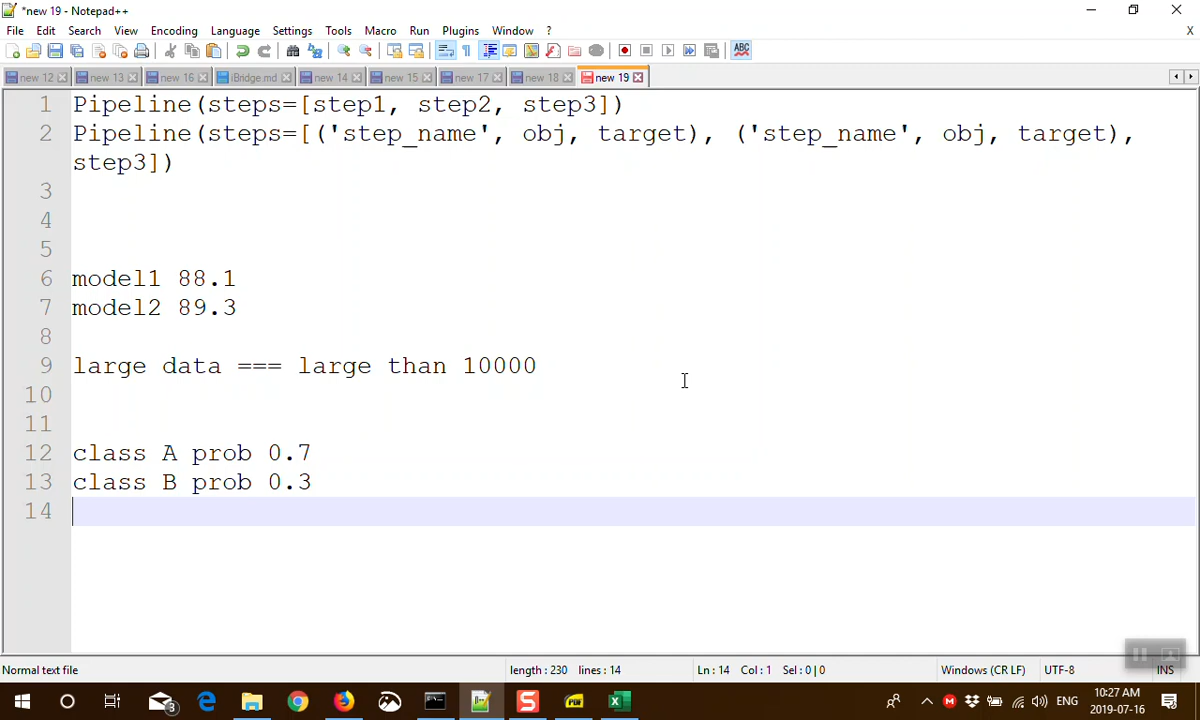 *new 19 - Notepad++
File Edit Search View Encoding Language Settings Tools Macro Run Plugins Window ? X
ABC
new 12 new 13 new 16 iBridge.md new 14 new 15 new 17 new 18 new 19
1 Pipeline(steps=[step1, step2, step3])
2 Pipeline(steps=[('step_name', obj, target), ('step_name', obj, target),
step3])
3
4
5
6 model1 88.1
7 model2 89.3
8
9 large data === large than 10000
10
11
12 class A prob 0.7
13 class B prob 0.3
14
Normal text file length : 230 lines : 14 Ln : 14 Col : 1 Sel : 0 | 0 Windows (CR LF) UTF-8 INS
3 ENG 10:27 AM
2019-07-16